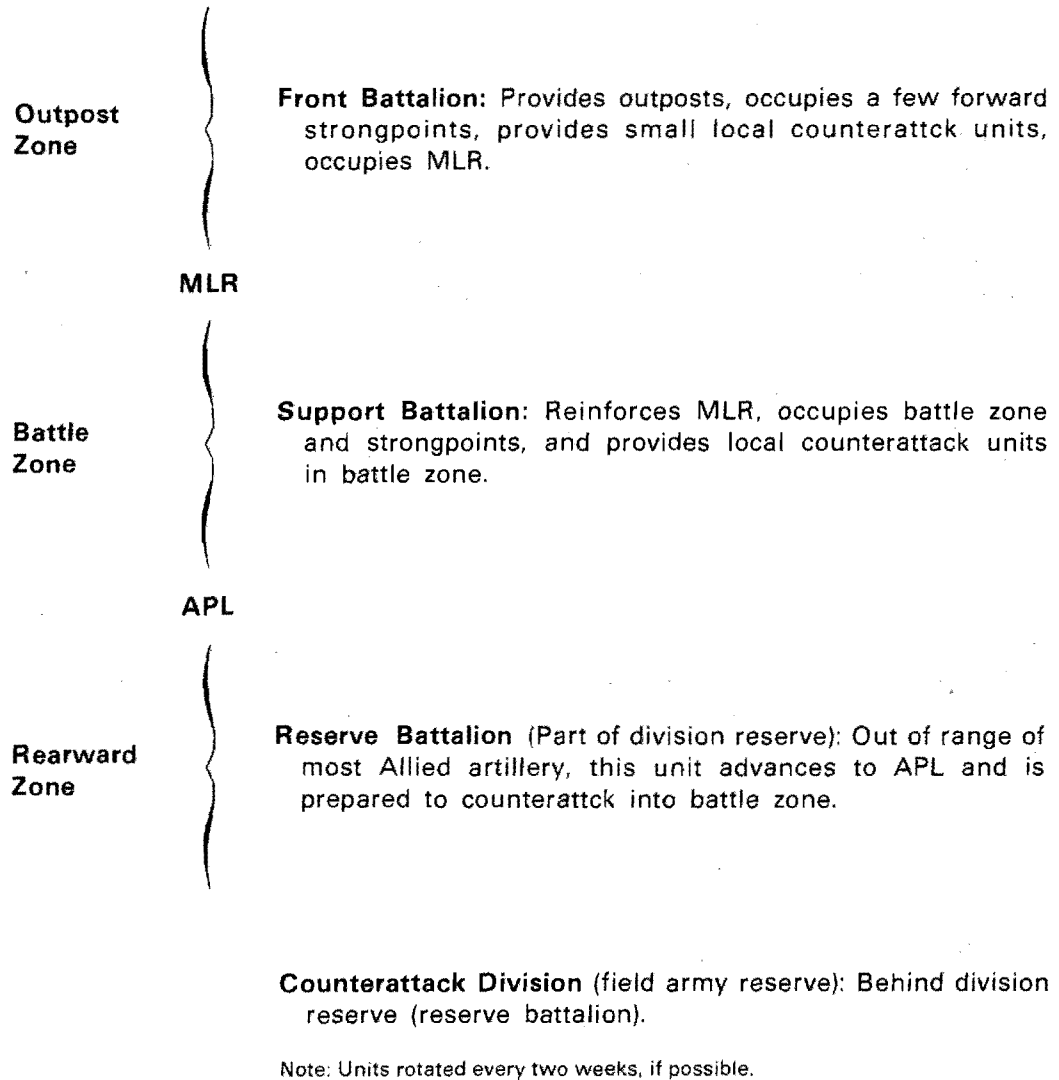 Outpost
Zone
Front Battalion: Provides outposts, occupies a few forward
strongpoints, provides small local counterattck units,
occupies MLR.
MLR
Battle
Zone
Support Battalion: Reinforces MLR, occupies battle zone
and strongpoints, and provides local counterattack units
in battle zone.
APL
Rearward
Zone
Reserve Battalion (Part of division reserve): Out of range of
most Allied artillery, this unit advances to APL and is
prepared to counterattck into battle zone.
Counterattack Division (field army reserve): Behind division
reserve (reserve battalion).
Note: Units rotated every two weeks, if possible.